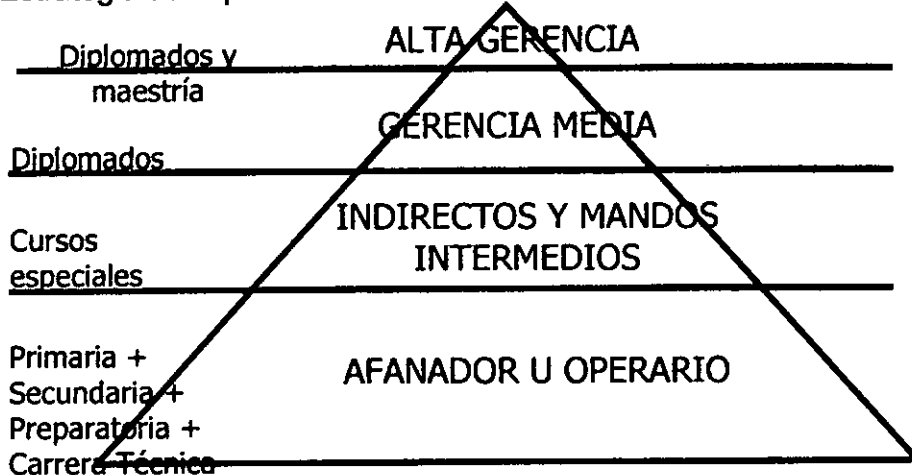 Diplomados y
maestría
ALTA GERENCIA
GERENCIA MEDIA
Diplomados
INDIRECTOS Y MANDOS
INTERMEDIOS
Cursos
especiales
AFANADOR U OPERARIO
Primaria +
Secundaria +
Preparatoria +
Carrera Técnica